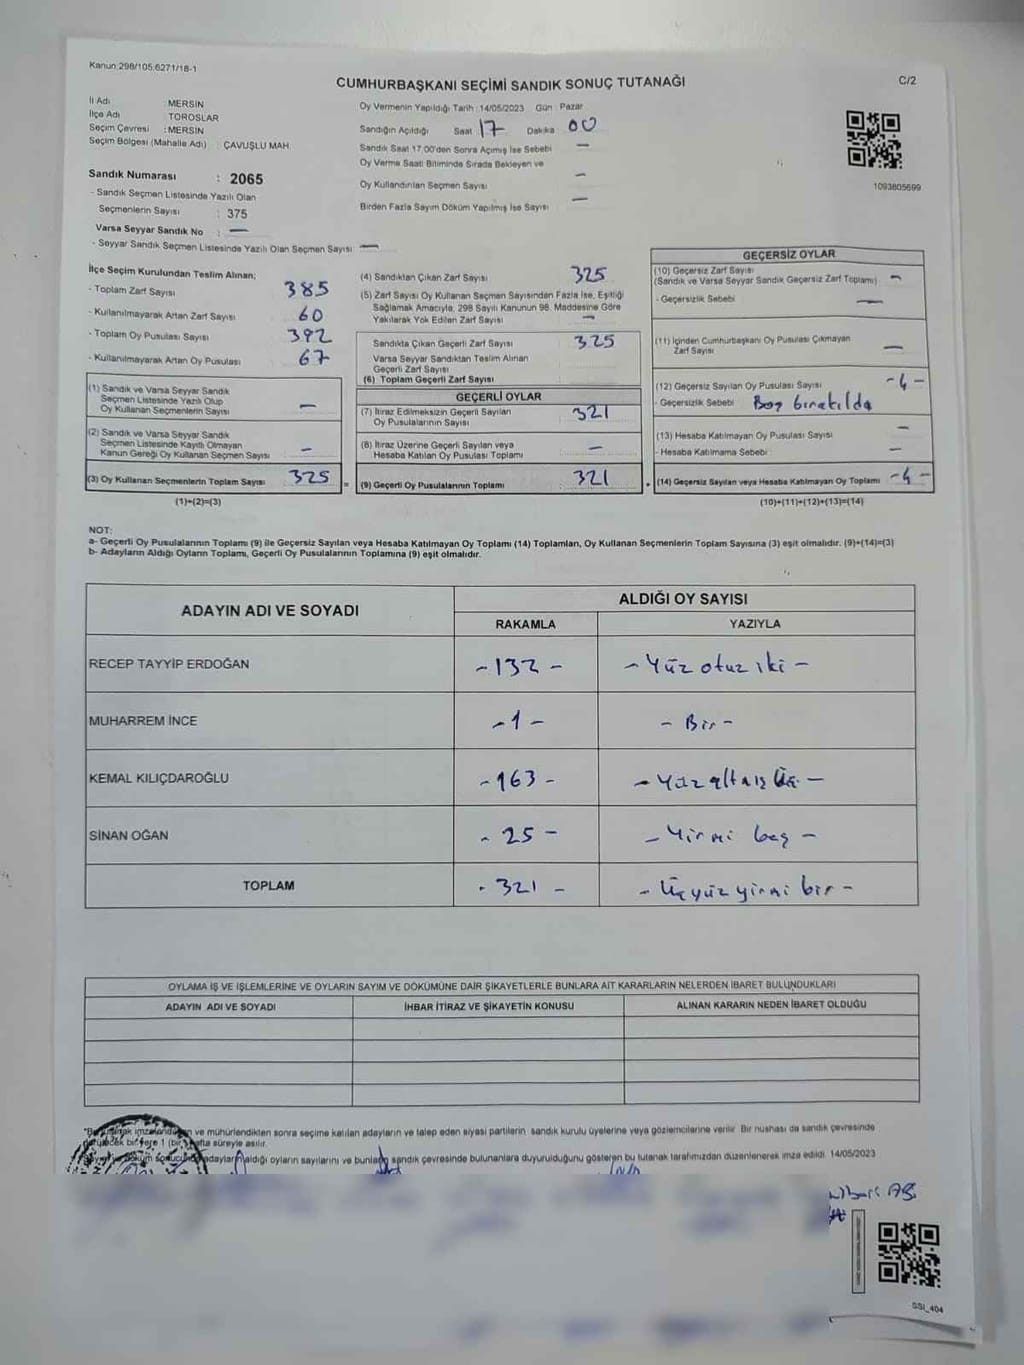 Kanun:298/105,6271/18-1
CUMHURBAŞKANI SEÇİMİ SANDIK SONUÇ TUTANAĞI
C/2
İl Adı : MERSİN
İlçe Adı : TOROSLAR
Seçim Çevresi : MERSİN
Seçim Bölgesi (Mahalle Adı) : ÇAVUŞLU MAH.
Sandık Numarası : 2065
- Sandık Seçmen Listesinde Yazılı Olan
Seçmenlerin Sayısı : 375
Varsa Seyyar Sandık No : —
- Seyyar Sandık Seçmen Listesinde Yazılı Olan Seçmen Sayısı —
Oy Vermenin Yapıldığı Tarih : 14/05/2023 Gün : Pazar
Sandığın Açıldığı Saat 17 Dakika 00
Sandık Saat 17.00'den Sonra Açılmış İse Sebebi —
Oy Verme Saati Bitiminde Sırada Bekleyen ve
Oy Kullandırılan Seçmen Sayısı —
Birden Fazla Sayım Döküm Yapılmış İse Sayısı —
1093805699
İlçe Seçim Kurulundan Teslim Alınan;
- Toplam Zarf Sayısı 385
- Kullanılmayarak Artan Zarf Sayısı 60
- Toplam Oy Pusulası Sayısı 392
- Kullanılmayarak Artan Oy Pusulası 67
(1) Sandık ve Varsa Seyyar Sandık
Seçmen Listesinde Yazılı Olup
Oy Kullanan Seçmenlerin Sayısı —
(2) Sandık ve Varsa Seyyar Sandık
Seçmen Listesinde Kayıtlı Olmayan
Kanun Gereği Oy Kullanan Seçmen Sayısı —
(3) Oy Kullanan Seçmenlerin Toplam Sayısı 325
(1)+(2)=(3)
(4) Sandıktan Çıkan Zarf Sayısı 325
(5) Zarf Sayısı Oy Kullanan Seçmen Sayısından Fazla İse, Eşitliği
Sağlamak Amacıyla, 298 Sayılı Kanunun 98. Maddesine Göre
Yakılarak Yok Edilen Zarf Sayısı —
Sandıkta Çıkan Geçerli Zarf Sayısı 325
Varsa Seyyar Sandıktan Teslim Alınan
Geçerli Zarf Sayısı
(6) Toplam Geçerli Zarf Sayısı
GEÇERLİ OYLAR
(7) İtiraz Edilmeksizin Geçerli Sayılan
Oy Pusulalarının Sayısı 321
(8) İtiraz Üzerine Geçerli Sayılan veya
Hesaba Katılan Oy Pusulası Toplamı —
= (9) Geçerli Oy Pusulalarının Toplamı 321
GEÇERSİZ OYLAR
(10) Geçersiz Zarf Sayısı
(Sandık ve Varsa Seyyar Sandık Geçersiz Zarf Toplamı) —
- Geçersizlik Sebebi —
(11) İçinden Cumhurbaşkanı Oy Pusulası Çıkmayan
Zarf Sayısı —
(12) Geçersiz Sayılan Oy Pusulası Sayısı -4-
- Geçersizlik Sebebi Boş bırakıldı
(13) Hesaba Katılmayan Oy Pusulası Sayısı —
- Hesaba Katılmama Sebebi : —
+ (14) Geçersiz Sayılan veya Hesaba Katılmayan Oy Toplamı -4-
(10)+(11)+(12)+(13)=(14)
NOT:
a- Geçerli Oy Pusulalarının Toplamı (9) ile Geçersiz Sayılan veya Hesaba Katılmayan Oy Toplamı (14) Toplamları, Oy Kullanan Seçmenlerin Toplam Sayısına (3) eşit olmalıdır. (9)+(14)=(3)
b- Adayların Aldığı Oyların Toplamı, Geçerli Oy Pusulalarının Toplamına (9) eşit olmalıdır.
ADAYIN ADI VE SOYADI
ALDIĞI OY SAYISI
RAKAMLA YAZIYLA
RECEP TAYYİP ERDOĞAN -132- - Yüz otuz iki -
MUHARREM İNCE -1- - Bir -
KEMAL KILIÇDAROĞLU -163- - Yüz altmış üç -
SİNAN OĞAN - 25 - - Yirmi beş -
TOPLAM - 321 - - Üçyüz yirmi bir -
OYLAMA İŞ VE İŞLEMLERİNE VE OYLARIN SAYIM VE DÖKÜMÜNE DAİR ŞİKAYETLERLE BUNLARA AİT KARARLARIN NELERDEN İBARET BULUNDUKLARI
ADAYIN ADI VE SOYADI İHBAR İTİRAZ VE ŞİKAYETİN KONUSU ALINAN KARARIN NEDEN İBARET OLDUĞU
ve mühürlendikten sonra seçime katılan adayların ve talep eden siyasi partilerin sandık kurulu üyelerine veya gözlemcilerine verilir. Bir nüshası da sandık çevresinde
bir yere 1 (bir) hafta süreyle asılır.
adayların aldığı oyların sayılarını ve bunların sandık çevresinde bulunanlara duyurulduğunu gösteren bu tutanak tarafımızdan düzenlenerek imza edildi. 14/05/2023
SSI_404